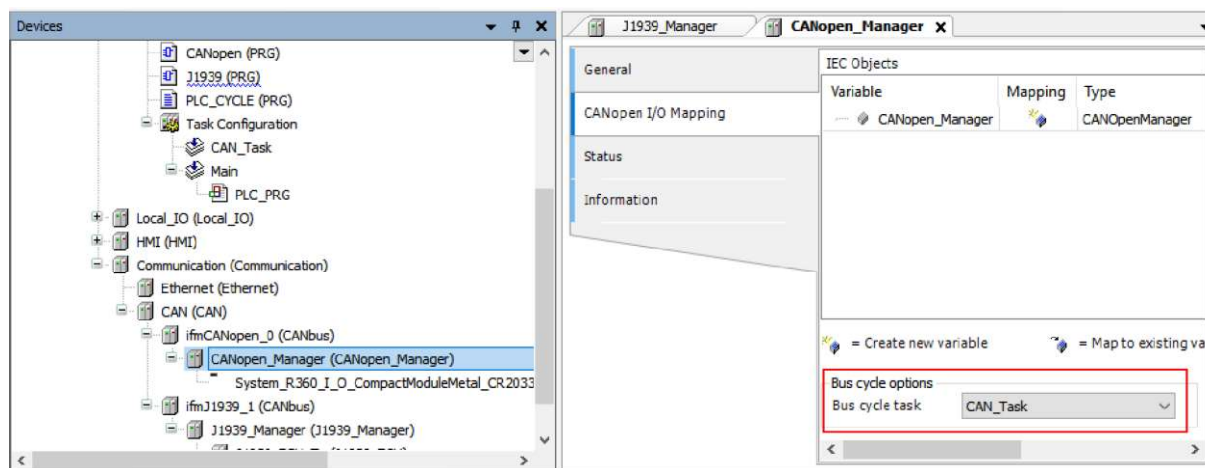 Devices
CANopen (PRG)
J1939 (PRG)
PLC_CYCLE (PRG)
Task Configuration
CAN_Task
Main
PLC_PRG
Local_IO (Local_IO)
HMI (HMI)
Communication (Communication)
Ethernet (Ethernet)
CAN (CAN)
ifmCANopen_0 (CANbus)
CANopen_Manager (CANopen_Manager)
System_R360_I_O_CompactModuleMetal_CR2033
ifmJ1939_1 (CANbus)
J1939_Manager (J1939_Manager)
J1939_Manager
CANopen_Manager
General
CANopen I/O Mapping
Status
Information
IEC Objects
Variable Mapping Type
CANopen_Manager CANOpenManager
= Create new variable = Map to existing va
Bus cycle options
Bus cycle task CAN_Task